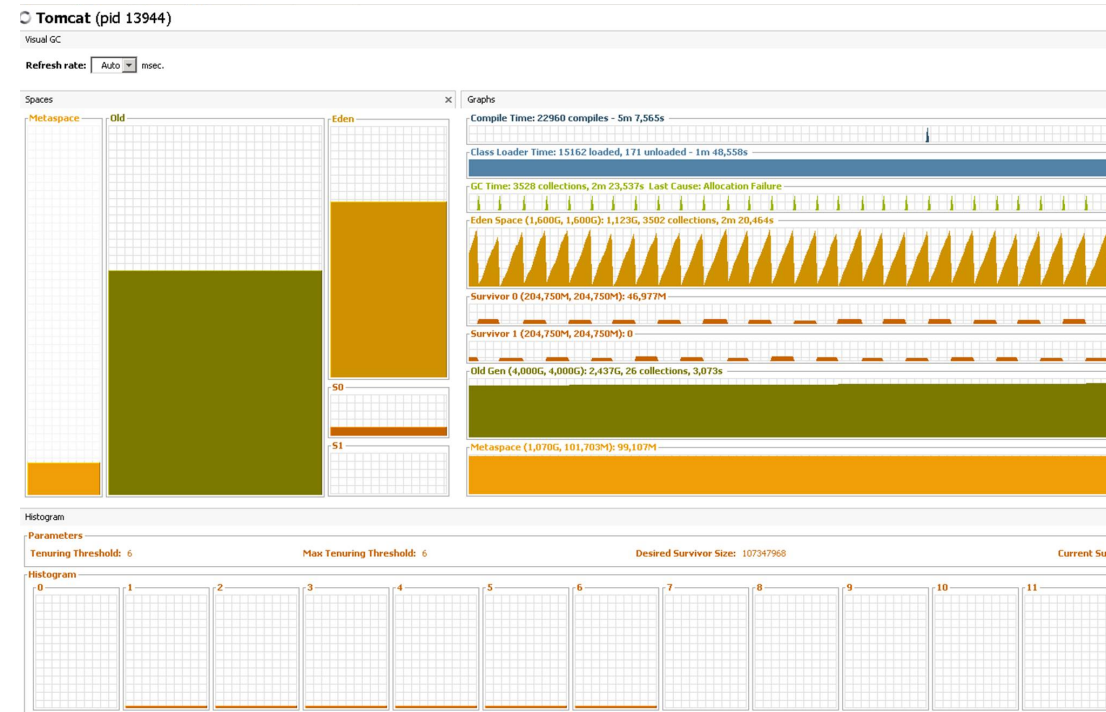 Tomcat (pid 13944)
Visual GC
Refresh rate: Auto msec.
Spaces
Metaspace Old Eden
S0
S1
Graphs
Compile Time: 22960 compiles - 5m 7,565s
Class Loader Time: 15162 loaded, 171 unloaded - 1m 48,558s
GC Time: 3528 collections, 2m 23,537s Last Cause: Allocation Failure
Eden Space (1,600G, 1,600G): 1,123G, 3502 collections, 2m 20,464s
Survivor 0 (204,750M, 204,750M): 46,977M
Survivor 1 (204,750M, 204,750M): 0
Old Gen (4,000G, 4,000G): 2,437G, 26 collections, 3,073s
Metaspace (1,070G, 101,703M): 99,107M
Histogram
Parameters
Tenuring Threshold: 6 Max Tenuring Threshold: 6 Desired Survivor Size: 107347968 Current Su
Histogram
0 1 2 3 4 5 6 7 8 9 10 11